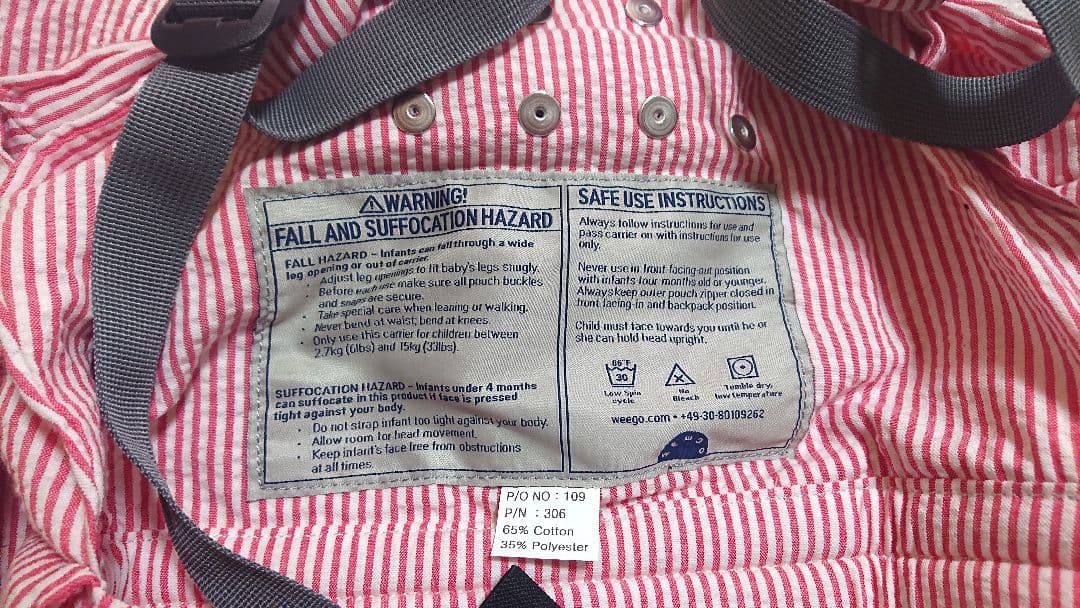 ⚠WARNING!
FALL AND SUFFOCATION HAZARD
FALL HAZARD - Infants can fall through a wide
leg opening or out of carrier.
· Adjust leg openings to fit baby's legs snugly.
· Before each use make sure all pouch buckles
and snaps are secure.
· Take special care when leaning or walking.
· Never bend at waist; bend at knees.
· Only use this carrier for children between
2.7kg (6lbs) and 15kg (33lbs).
SUFFOCATION HAZARD - Infants under 4 months
can suffocate in this product if face is pressed
tight against your body.
· Do not strap infant too tight against your body.
· Allow room for head movement.
· Keep infant's face free from obstructions
at all times.
SAFE USE INSTRUCTIONS
Always follow instructions for use and
pass carrier on with instructions for use
only.
Never use in front facing-out position
with infants four months old or younger.
Always keep outer pouch zipper closed in
front facing-in and backpack position.
Child must face towards you until he or
she can hold head upright.
86°F
30
Low Spin
cycle
No
Bleach
Tumble dry,
low temperature
weego.com • +49-30-80109262
WEEGO
P/O NO : 109
P/N : 306
65% Cotton
35% Polyester